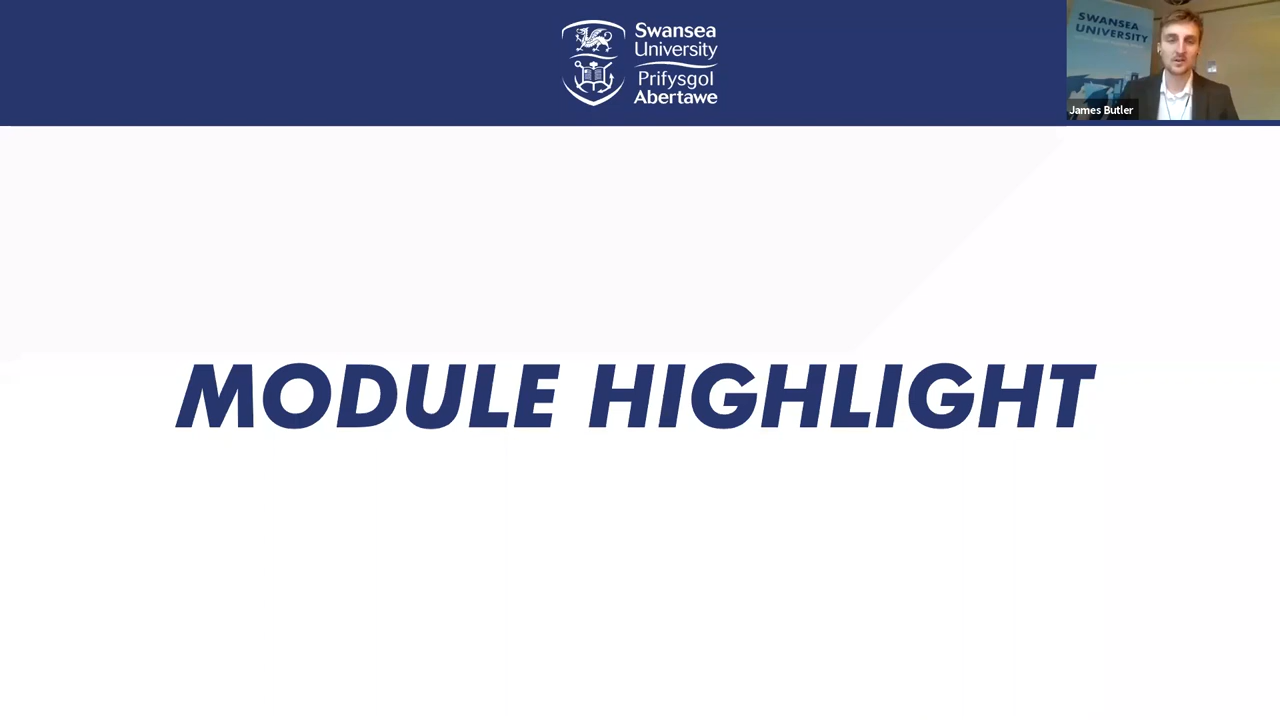 Swansea
University
Prifysgol
Abertawe
SWANSEA
UNIVERSITY
James Butler
MODULE HIGHLIGHT